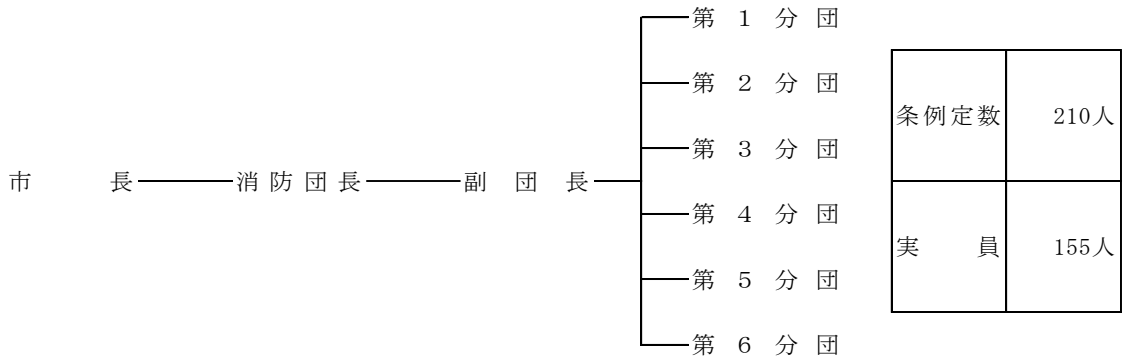 第１分団
第２分団
第３分団
第４分団
第５分団
第６分団
市長
消防団長
副団長
条例定数 210人
実員 155人